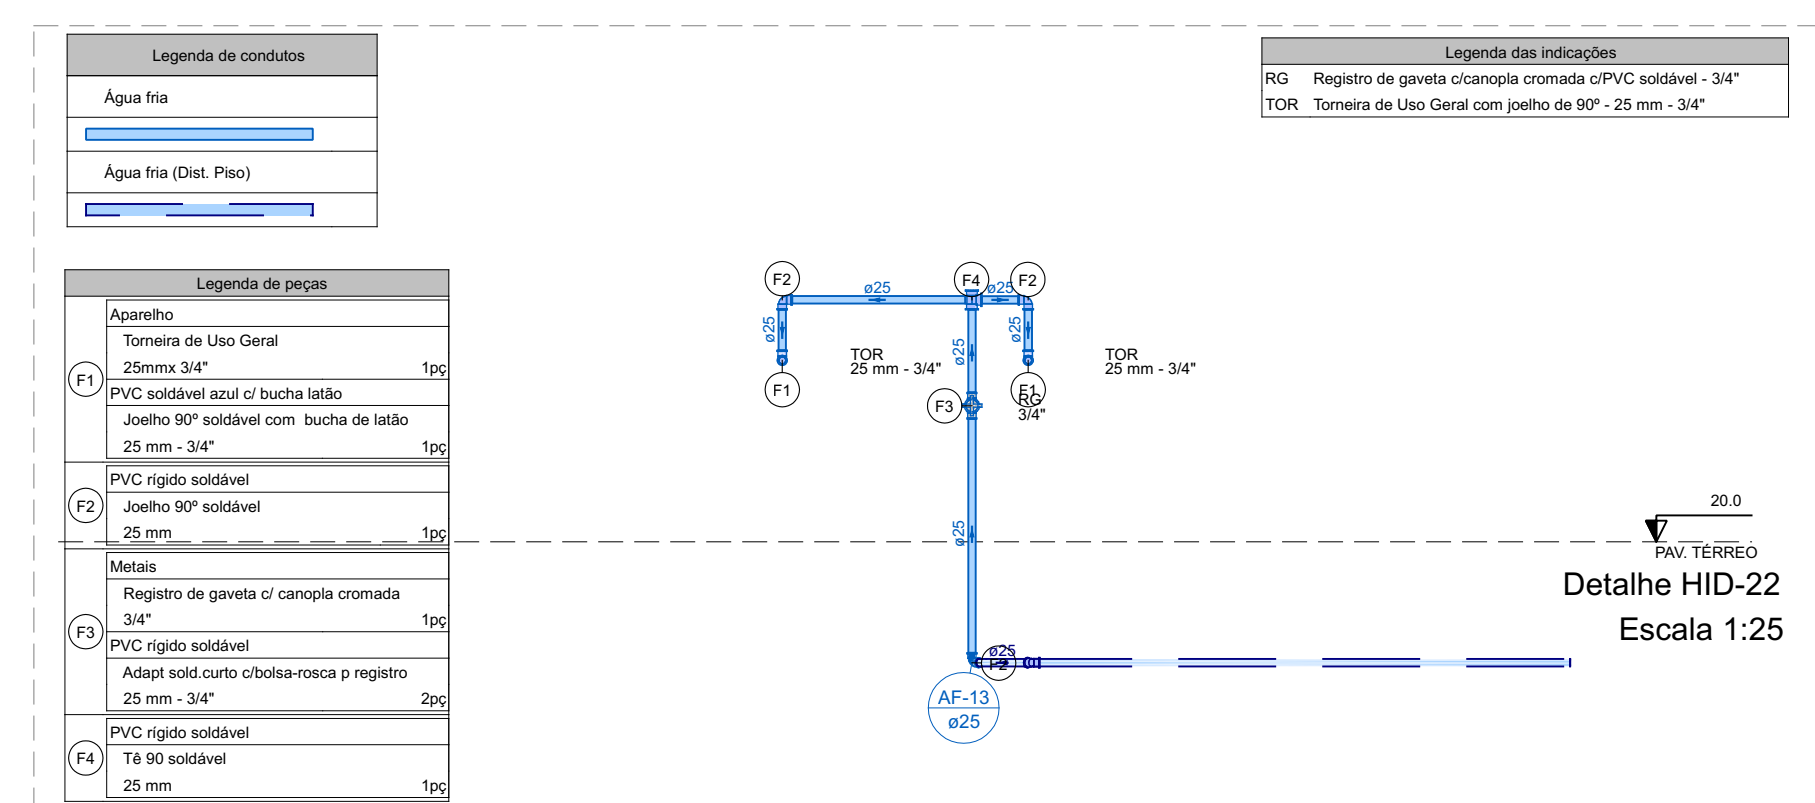 Legenda de condutos
Água fria
Água fria (Dist. Piso)
Legenda das indicações
RG Registro de gaveta c/canopla cromada c/PVC soldável - 3/4"
TOR Torneira de Uso Geral com joelho de 90º - 25 mm - 3/4"
Legenda de peças
F1
Aparelho
Torneira de Uso Geral
25mmx 3/4" 1pç
PVC soldável azul c/ bucha latão
Joelho 90º soldável com bucha de latão
25 mm - 3/4" 1pç
F2
PVC rígido soldável
Joelho 90º soldável
25 mm 1pç
F3
Metais
Registro de gaveta c/ canopla cromada
3/4" 1pç
PVC rígido soldável
Adapt sold.curto c/bolsa-rosca p registro
25 mm - 3/4" 2pç
F4
PVC rígido soldável
Tê 90 soldável
25 mm 1pç
F2
ø25
F4
ø25
F2
ø25
ø25
ø25
TOR
25 mm - 3/4"
TOR
25 mm - 3/4"
F1
F1
F3
RG
3/4"
ø25
ø25
F2
AF-13
ø25
20.0
PAV. TÉRREO
Detalhe HID-22
Escala 1:25